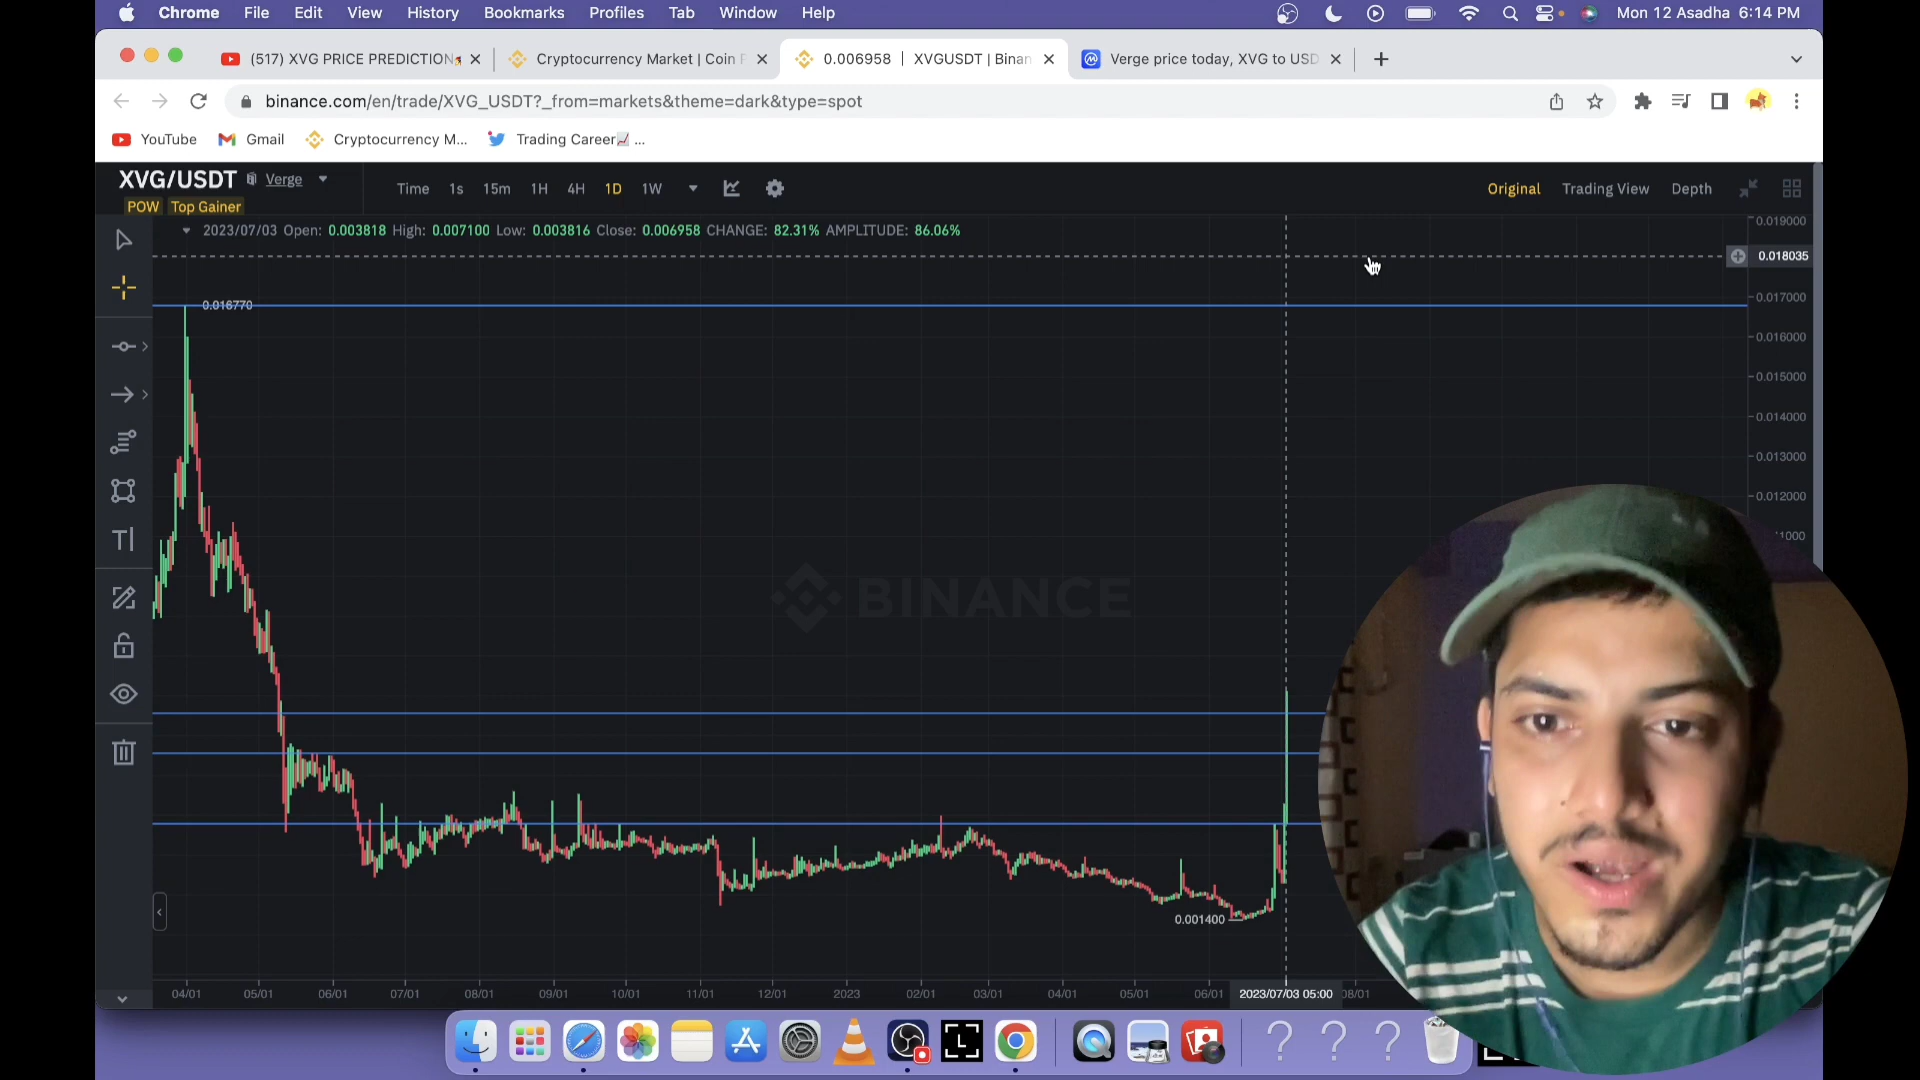 Chrome File Edit View History Bookmarks Profiles Tab Window Help Mon 12 Asadha 6:14 PM
(517) XVG PRICE PREDICTION Cryptocurrency Market | Coin P 0.006958 | XVGUSDT | Binan Verge price today, XVG to USD
binance.com/en/trade/XVG_USDT?_from=markets&theme=dark&type=spot
YouTube Gmail Cryptocurrency M... Trading Career📈 ...
XVG/USDT Verge Time 1s 15m 1H 4H 1D 1W Original Trading View Depth
POW Top Gainer
2023/07/03 Open: 0.003818 High: 0.007100 Low: 0.003816 Close: 0.006958 CHANGE: 82.31% AMPLITUDE: 86.06%
0.019000
0.018035
0.017000
0.016770
0.016000
0.015000
0.014000
0.013000
0.012000
1000
BINANCE
0.001400
04/01 05/01 06/01 07/01 08/01 09/01 10/01 11/01 12/01 2023 02/01 03/01 04/01 05/01 06/01 2023/07/03 05:00 08/01